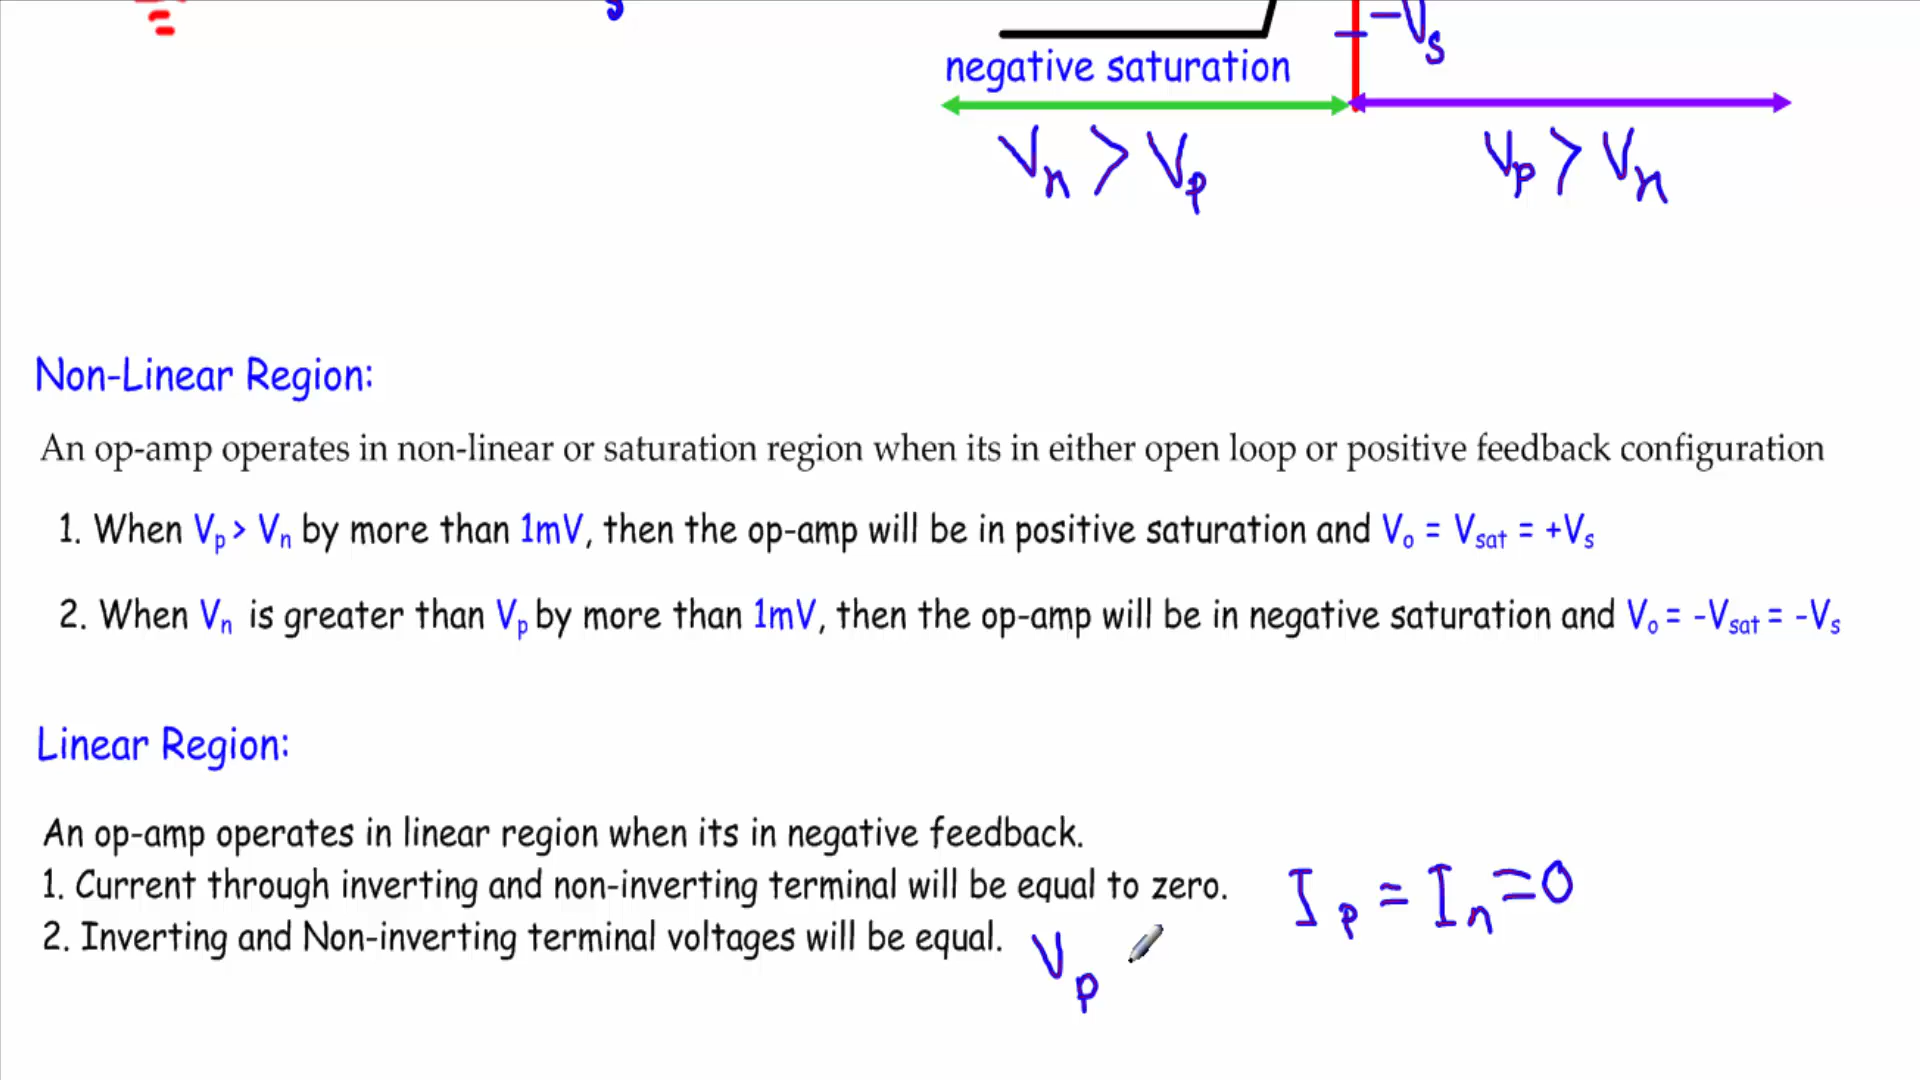 -Vs
negative saturation
Vn > Vp
Vp > Vn
Non-Linear Region:
An op-amp operates in non-linear or saturation region when its in either open loop or positive feedback configuration
1. When Vp > Vn by more than 1mV, then the op-amp will be in positive saturation and Vo = Vsat = +Vs
2. When Vn is greater than Vp by more than 1mV, then the op-amp will be in negative saturation and Vo = -Vsat = -Vs
Linear Region:
An op-amp operates in linear region when its in negative feedback.
1. Current through inverting and non-inverting terminal will be equal to zero. Ip = In = 0
2. Inverting and Non-inverting terminal voltages will be equal. Vp